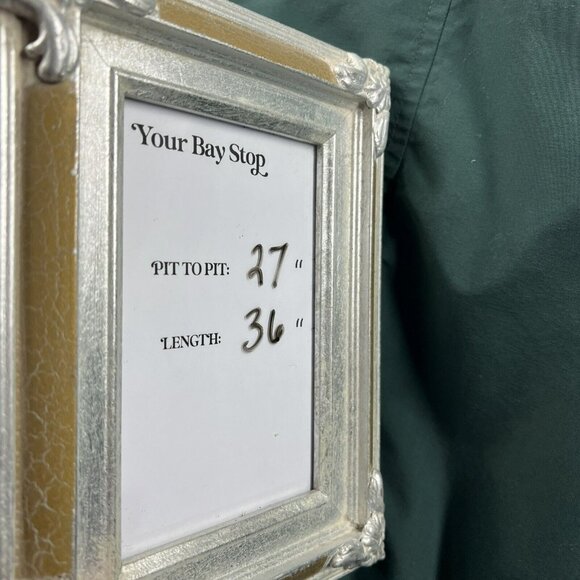 Your Bay Stop
PIT TO PIT: 27"
LENGTH: 36"